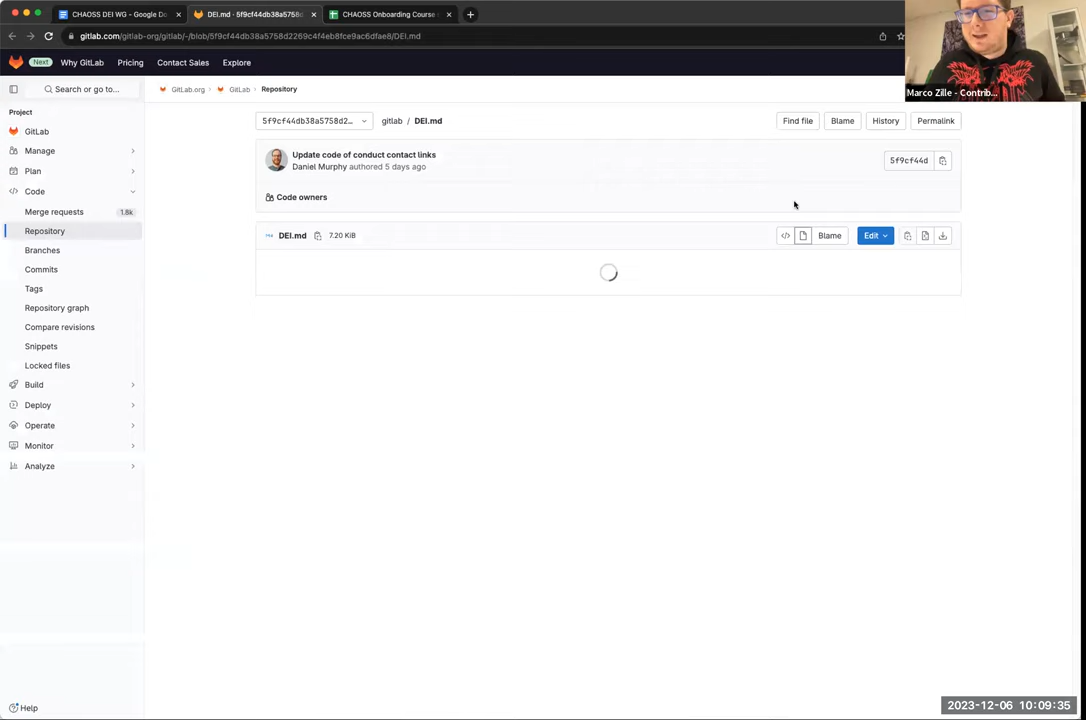 CHAOSS DEI WG - Google Do
DEI.md · 5f9cf44db38a5758d
CHAOSS Onboarding Course
gitlab.com/gitlab-org/gitlab/-/blob/5f9cf44db38a5758d2269c4f4eb8fce9ac6dfae8/DEI.md
Next
Why GitLab
Pricing
Contact Sales
Explore
Marco Zille - Contrib...
Search or go to...
GitLab.org
GitLab
Repository
Project
GitLab
Manage
Plan
Code
Merge requests 1.8k
Repository
Branches
Commits
Tags
Repository graph
Compare revisions
Snippets
Locked files
Build
Deploy
Operate
Monitor
Analyze
Help
5f9cf44db38a5758d2...
gitlab / DEI.md
Find file
Blame
History
Permalink
Update code of conduct contact links
Daniel Murphy authored 5 days ago
5f9cf44d
Code owners
DEI.md
7.20 KiB
Blame
Edit
2023-12-06 10:09:35